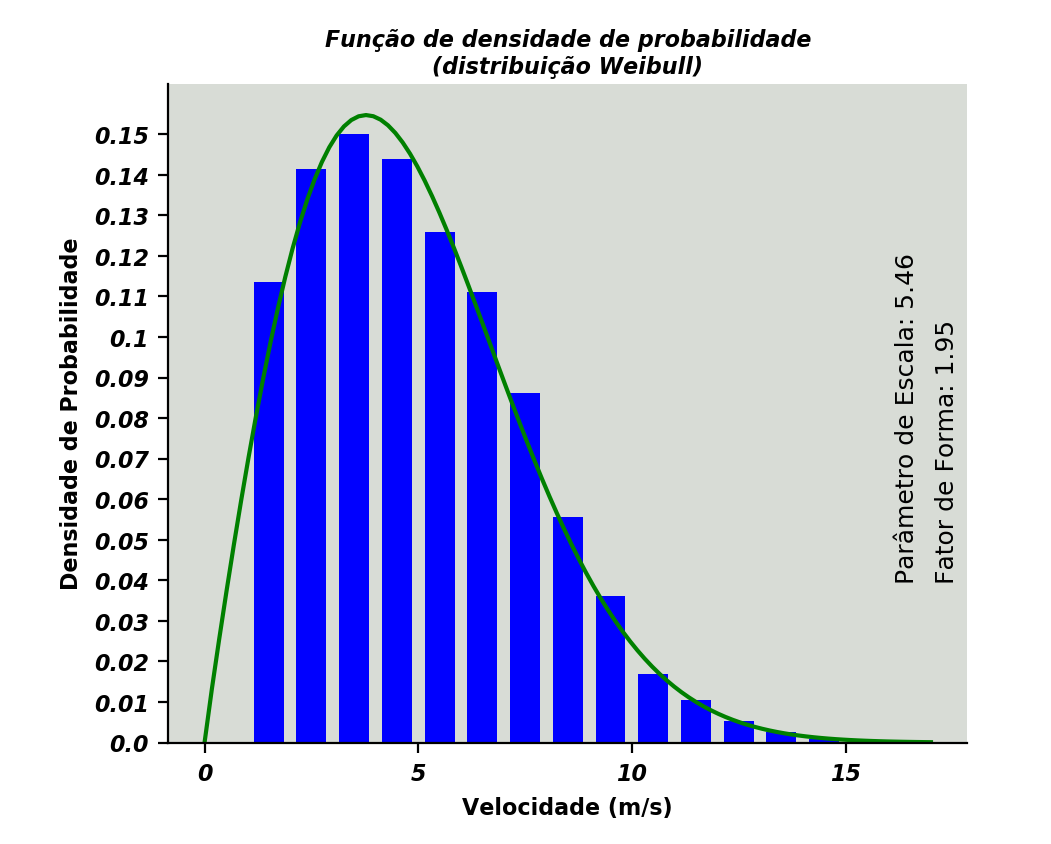 Função de densidade de probabilidade
(distribuição Weibull)
Densidade de Probabilidade
0.15
0.14
0.13
0.12
0.11
0.1
0.09
0.08
0.07
0.06
0.05
0.04
0.03
0.02
0.01
0.0
Parâmetro de Escala: 5.46
Fator de Forma: 1.95
0 5 10 15
Velocidade (m/s)